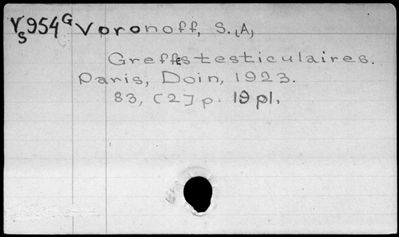 VS954G Voronoff, S. (A)
Greffes testiculaires.
Paris, Doin, 1923.
83, [2] p. 19 pl.